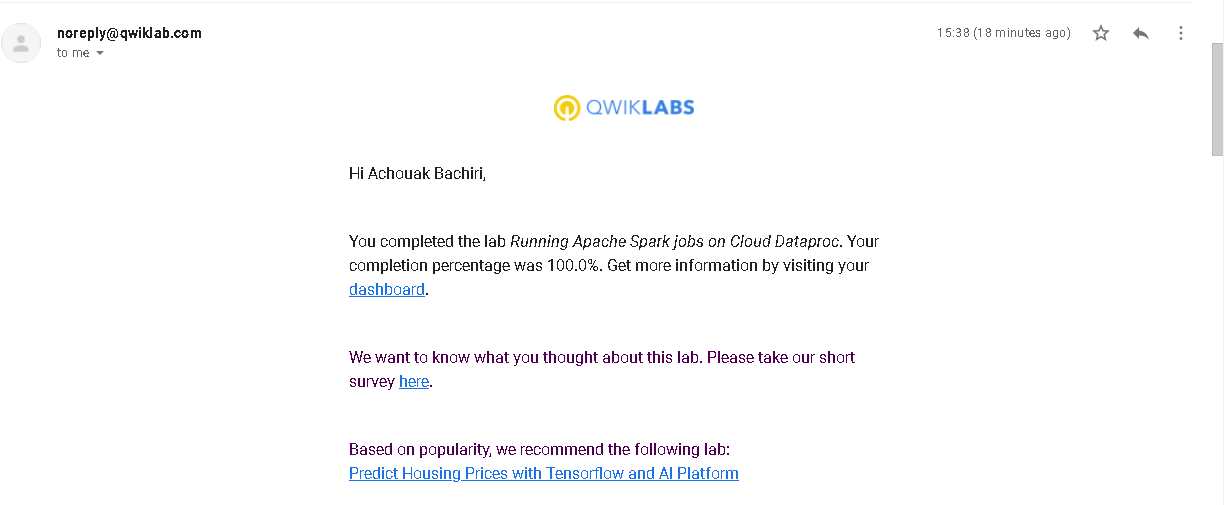 noreply@qwiklab.com
15:38 (18 minutes ago)
to me
QWIKLABS
Hi Achouak Bachiri,
You completed the lab Running Apache Spark jobs on Cloud Dataproc. Your
completion percentage was 100.0%. Get more information by visiting your
dashboard.
We want to know what you thought about this lab. Please take our short
survey here.
Based on popularity, we recommend the following lab:
Predict Housing Prices with Tensorflow and AI Platform